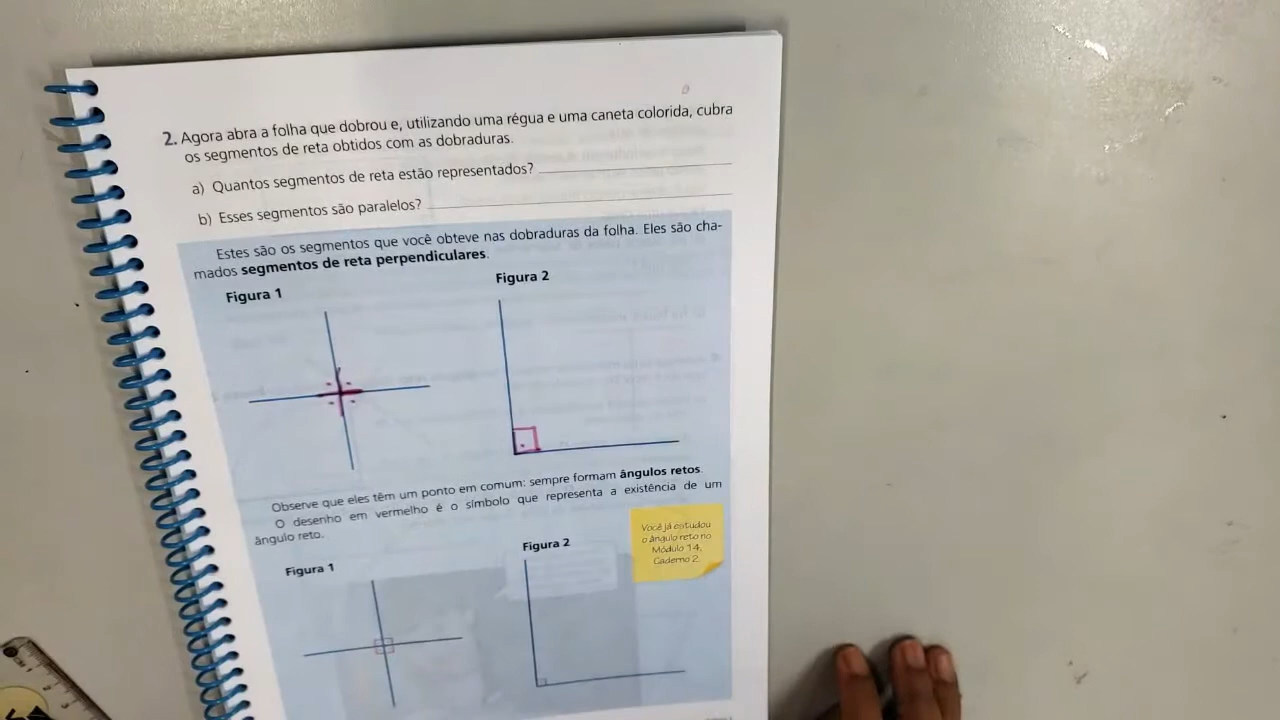 2. Agora abra a folha que dobrou e, utilizando uma régua e uma caneta colorida, cubra
os segmentos de reta obtidos com as dobraduras.
a) Quantos segmentos de reta estão representados?
b) Esses segmentos são paralelos?
Estes são os segmentos que você obteve nas dobraduras da folha. Eles são cha-
mados segmentos de reta perpendiculares.
Figura 1
Figura 2
Observe que eles têm um ponto em comum: sempre formam ângulos retos.
O desenho em vermelho é o símbolo que representa a existência de um
ângulo reto.
Você já estudou
o ângulo reto no
Módulo 14,
Caderno 2.
Figura 1
Figura 2